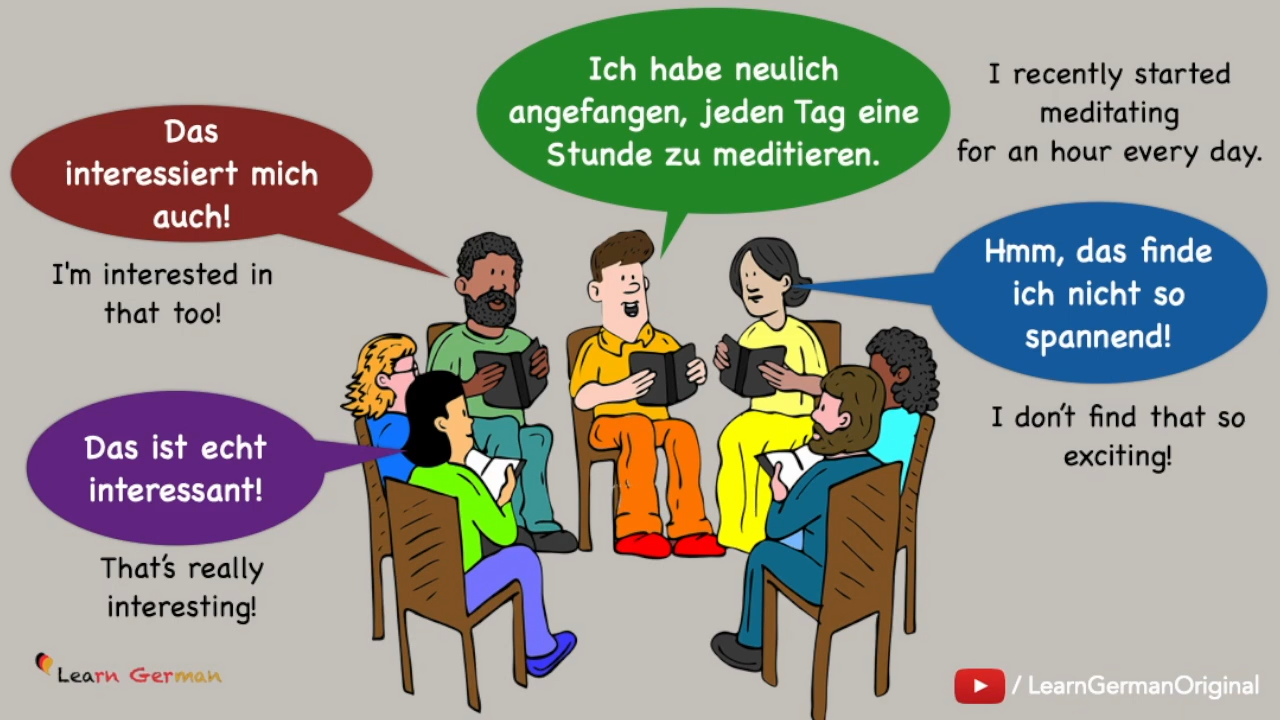 Ich habe neulich
angefangen, jeden Tag eine
Stunde zu meditieren.
I recently started
meditating
for an hour every day.
Das
interessiert mich
auch!
I'm interested in
that too!
Hmm, das finde
ich nicht so
spannend!
I don't find that so
exciting!
Das ist echt
interessant!
That's really
interesting!
Learn German
/ LearnGermanOriginal